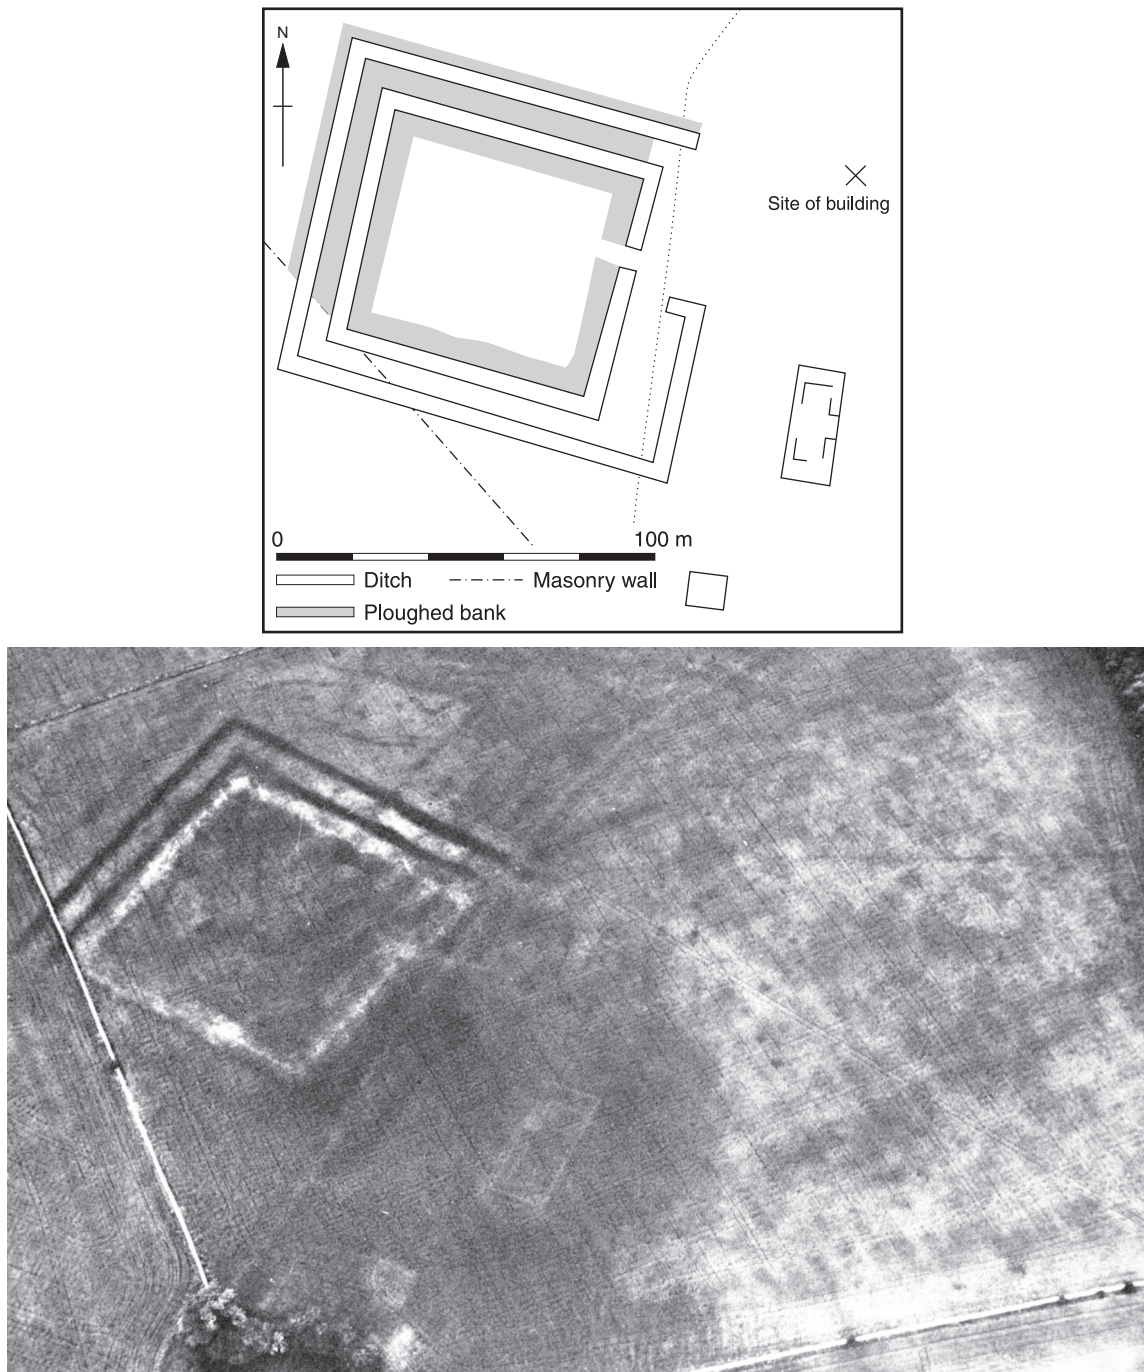 N
Site of building
0 100 m
Ditch Masonry wall
Ploughed bank